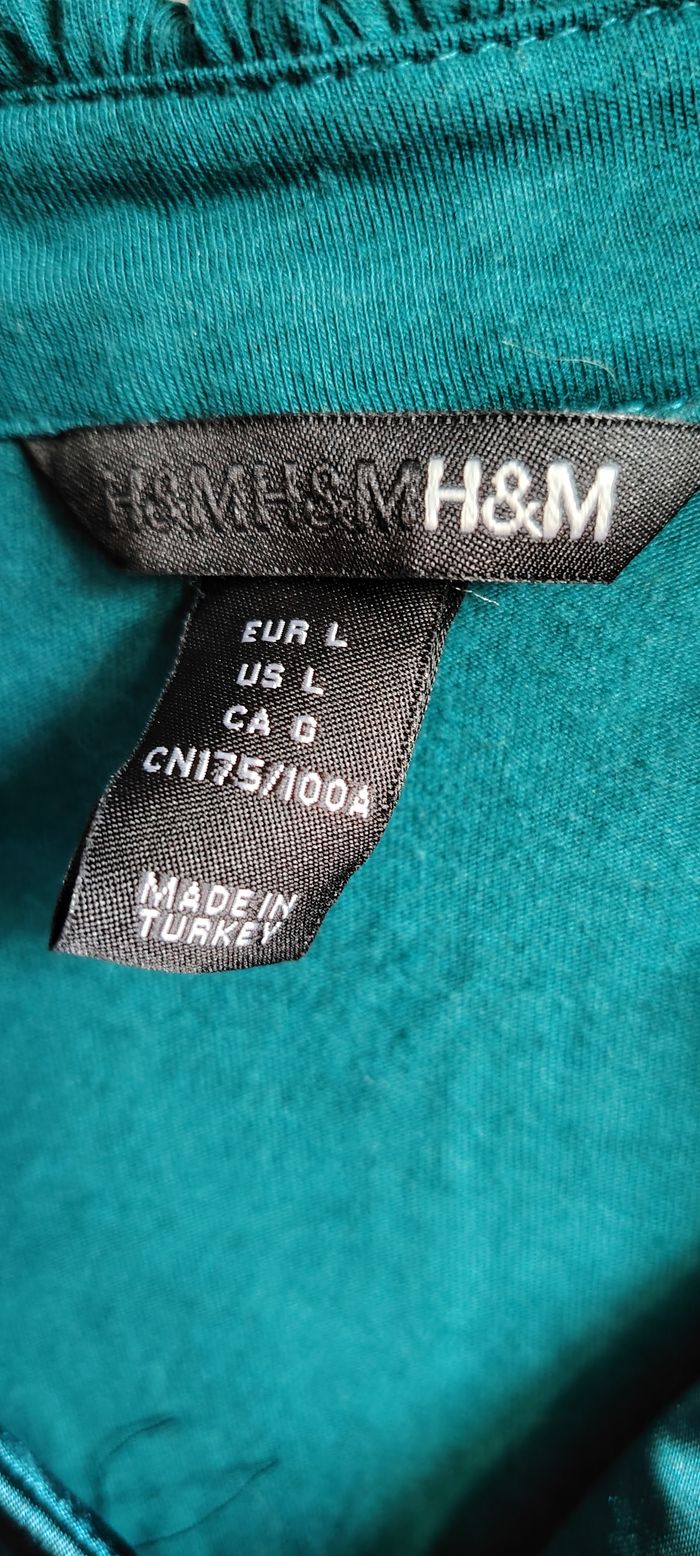 H&MH&MH&M
EUR L
US L
CA G
CN175/100A
MADE IN
TURKEY